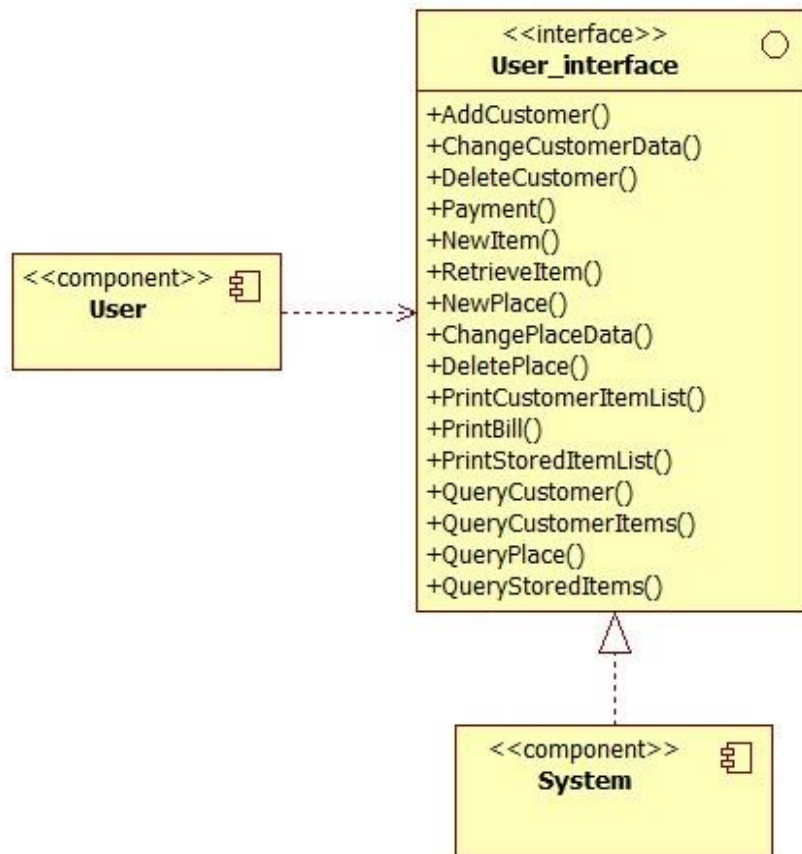 <<interface>>
User_interface
+AddCustomer()
+ChangeCustomerData()
+DeleteCustomer()
+Payment()
+NewItem()
+RetrieveItem()
+NewPlace()
+ChangePlaceData()
+DeletePlace()
+PrintCustomerItemList()
+PrintBill()
+PrintStoredItemList()
+QueryCustomer()
+QueryCustomerItems()
+QueryPlace()
+QueryStoredItems()
<<component>>
User
<<component>>
System